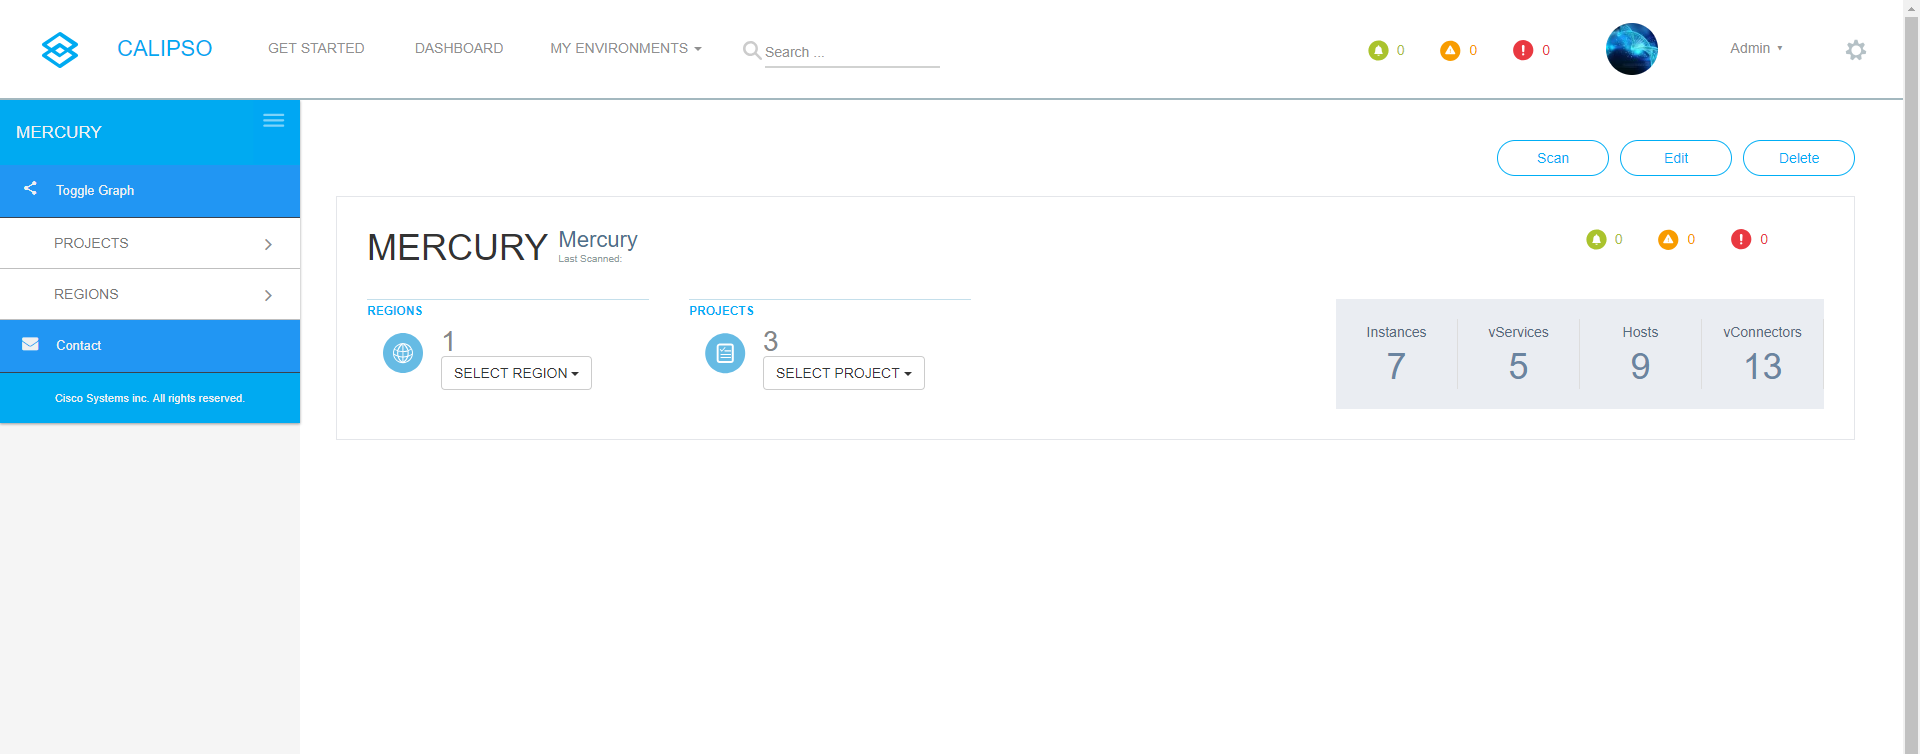 CALIPSO
GET STARTED
DASHBOARD
MY ENVIRONMENTS
Search ...
0
0
0
Admin
MERCURY
Toggle Graph
PROJECTS
REGIONS
Contact
Cisco Systems inc. All rights reserved.
Scan
Edit
Delete
MERCURY
Mercury
Last Scanned:
0
0
0
REGIONS
1
SELECT REGION
PROJECTS
3
SELECT PROJECT
Instances
7
vServices
5
Hosts
9
vConnectors
13